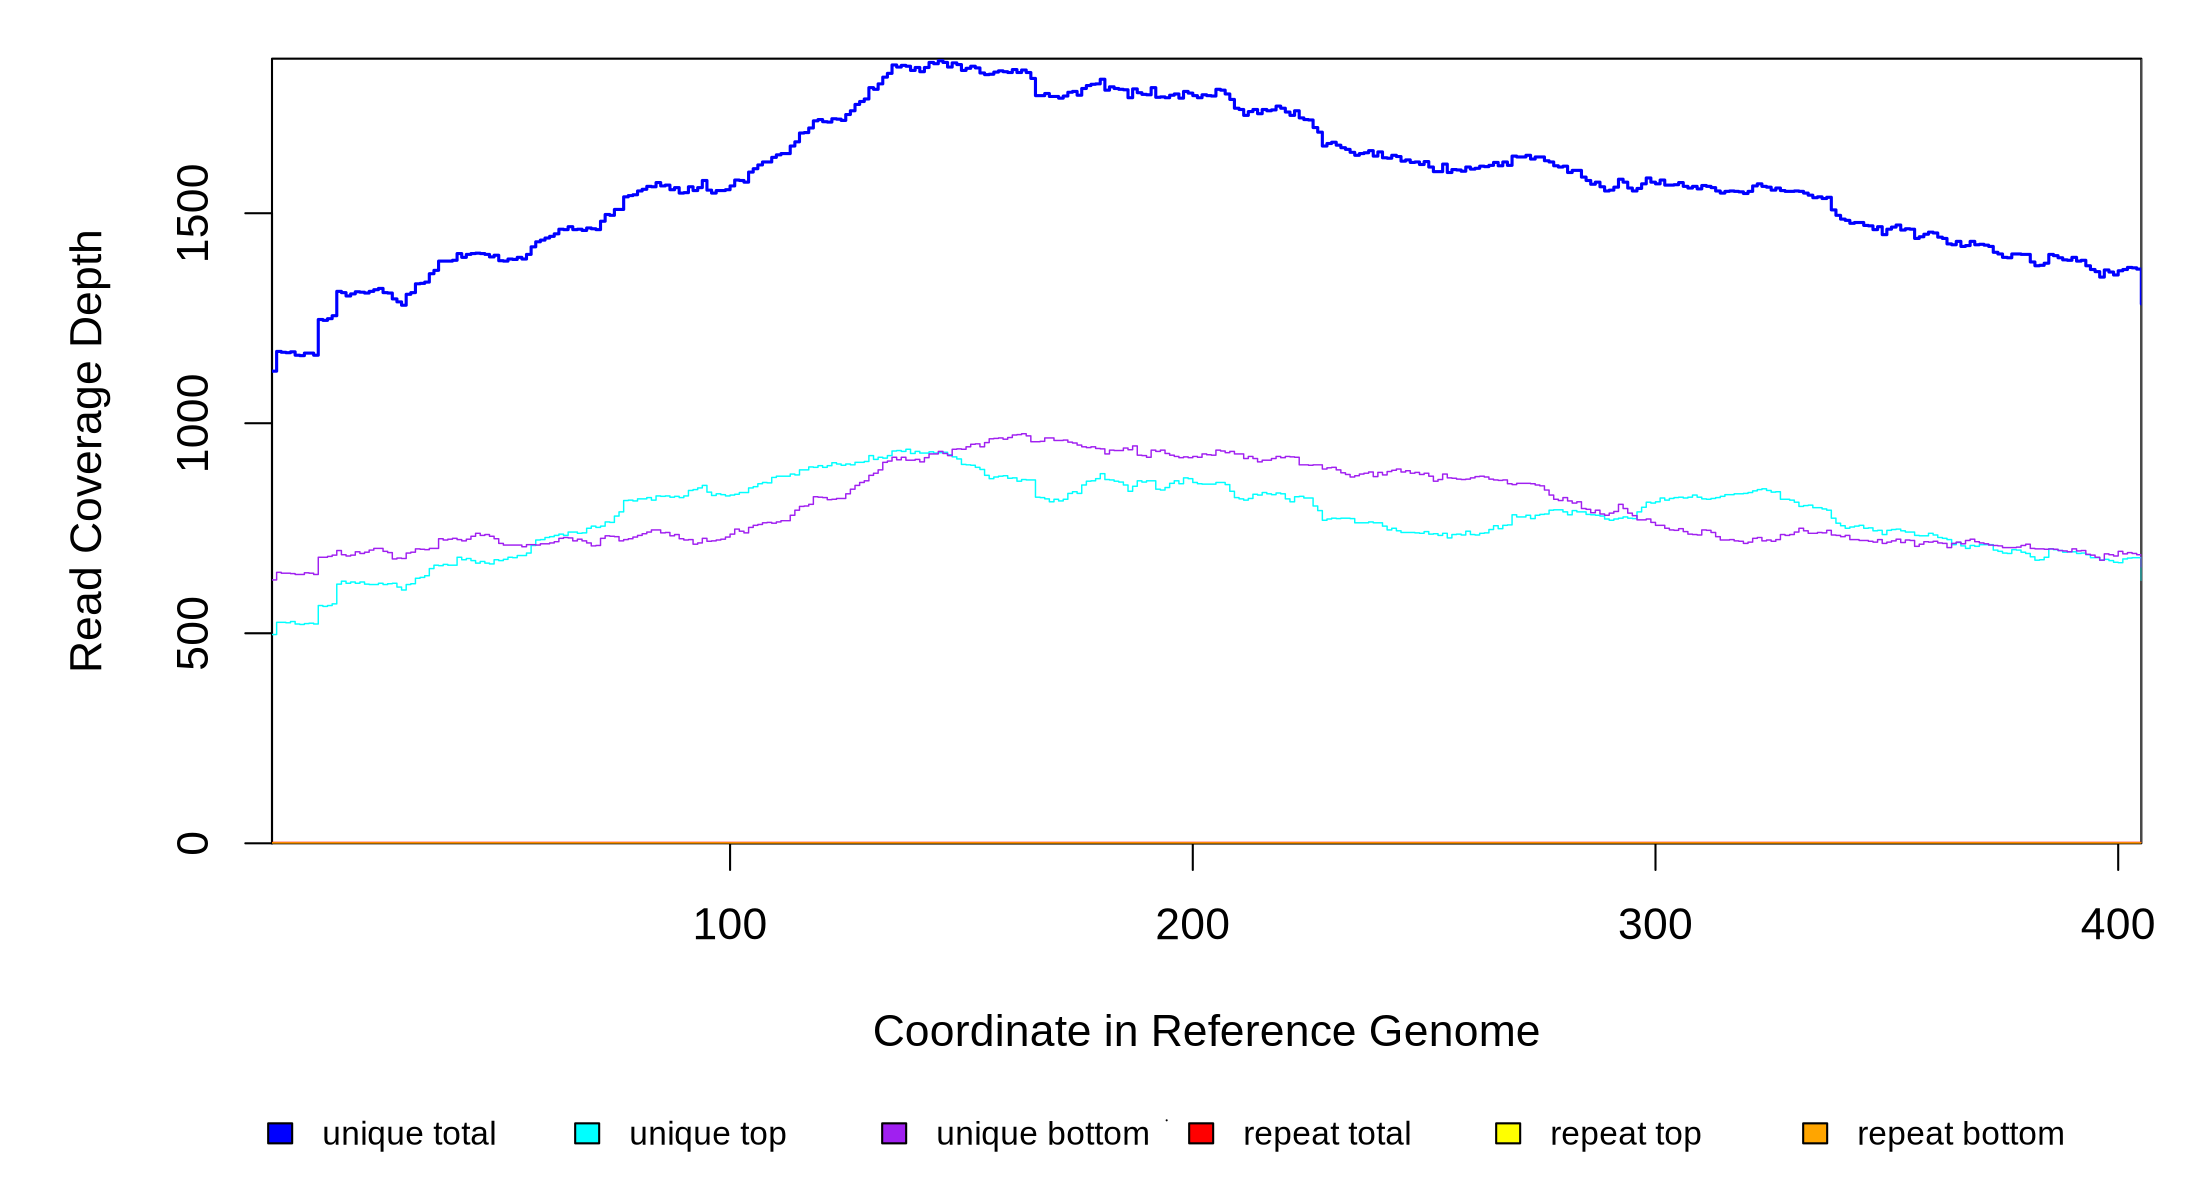 Read Coverage Depth
1500
1000
500
0
100 200 300 400
Coordinate in Reference Genome
unique total unique top unique bottom repeat total repeat top repeat bottom